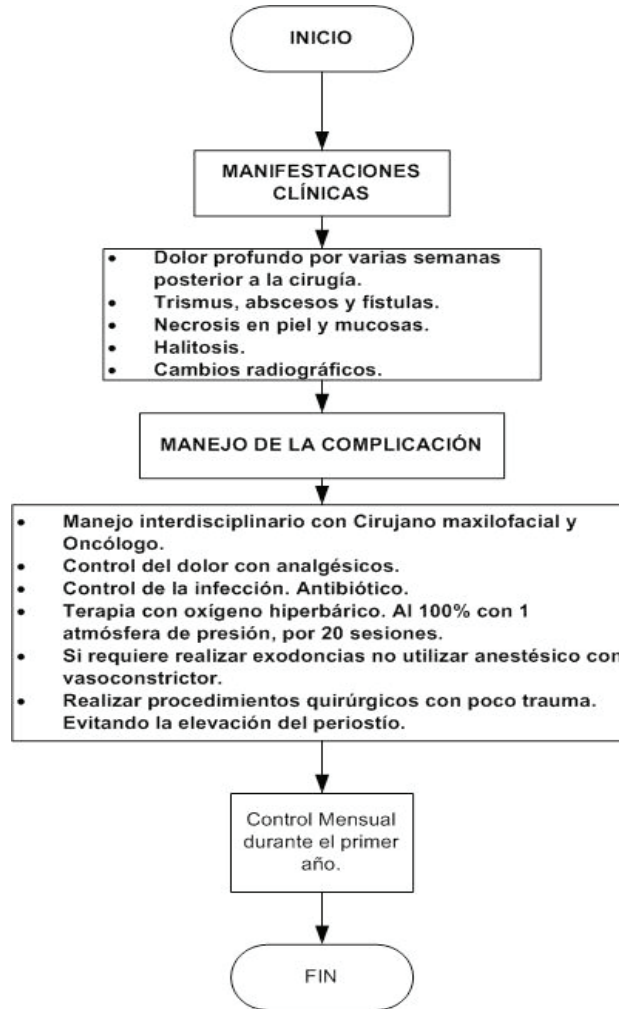 INICIO
MANIFESTACIONES
CLÍNICAS
• Dolor profundo por varias semanas
posterior a la cirugía.
• Trismus, abscesos y fístulas.
• Necrosis en piel y mucosas.
• Halitosis.
• Cambios radiográficos.
MANEJO DE LA COMPLICACIÓN
• Manejo interdisciplinario con Cirujano maxilofacial y
Oncólogo.
• Control del dolor con analgésicos.
• Control de la infección. Antibiótico.
• Terapia con oxígeno hiperbárico. Al 100% con 1
atmósfera de presión, por 20 sesiones.
• Si requiere realizar exodoncias no utilizar anestésico con
vasoconstrictor.
• Realizar procedimientos quirúrgicos con poco trauma.
Evitando la elevación del periostío.
Control Mensual
durante el primer
año.
FIN